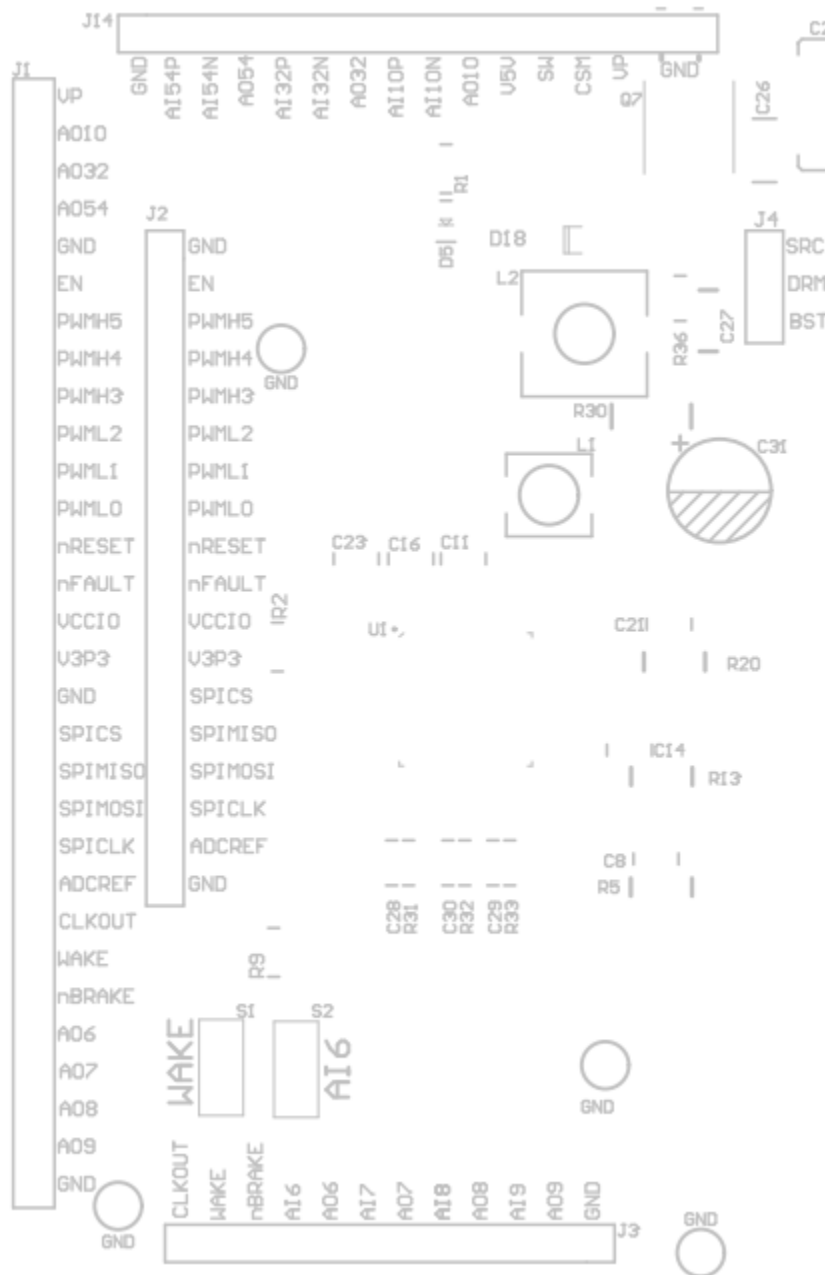 J14
GND AI54P AI54N AO54 AI32P AI32N AO32 AI10P AI10N AO10 V5V SW CSM VP GND
Q7
C26
J1
VP
AO10
AO32
AO54
GND
EN
PWMH5
PWMH4
PWMH3
PWML2
PWML1
PWML0
nRESET
nFAULT
VCCIO
V3P3
GND
SPICS
SPIMISO
SPIMOSI
SPICLK
ADCREF
CLKOUT
WAKE
nBRAKE
AO6
AO7
AO8
AO9
GND
J2
GND
EN
PWMH5
PWMH4
PWMH3
PWML2
PWML1
PWML0
nRESET
nFAULT
VCCIO
V3P3
SPICS
SPIMISO
SPIMOSI
SPICLK
ADCREF
GND
R1
D5
D18
L2
J4
SRC
DRM
BST
C27
R36
GND
R30
L1
+
C31
C23 C16 C11
R2
U1
C21
R20
C14
R13
C8
R5
C28 R31 C30 R32 C29 R33
R9
S1 S2
WAKE
AI6
GND
CLKOUT WAKE nBRAKE AI6 AO6 AI7 AO7 AI8 AO8 AI9 AO9 GND
J3
GND
GND